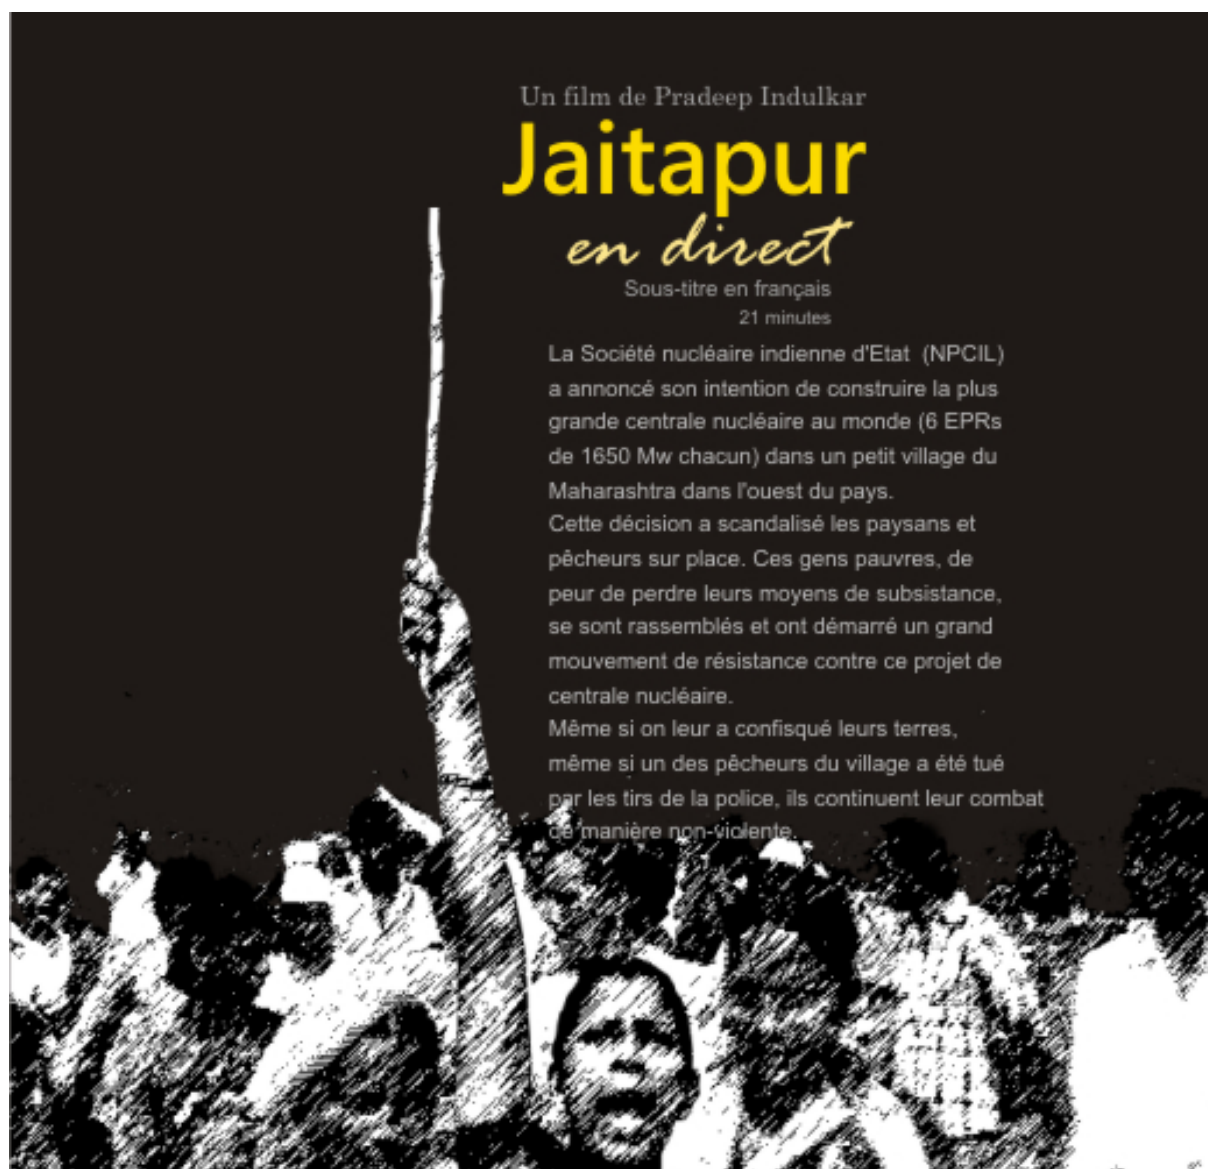 Un film de Pradeep Indulkar
Jaitapur
en direct
Sous-titre en français
21 minutes
La Société nucléaire indienne d'Etat (NPCIL)
a annoncé son intention de construire la plus
grande centrale nucléaire au monde (6 EPRs
de 1650 Mw chacun) dans un petit village du
Maharashtra dans l'ouest du pays.
Cette décision a scandalisé les paysans et
pêcheurs sur place. Ces gens pauvres, de
peur de perdre leurs moyens de subsistance,
se sont rassemblés et ont démarré un grand
mouvement de résistance contre ce projet de
centrale nucléaire.
Même si on leur a confisqué leurs terres,
même si un des pêcheurs du village a été tué
par les tirs de la police, ils continuent leur combat
de manière non-violente.